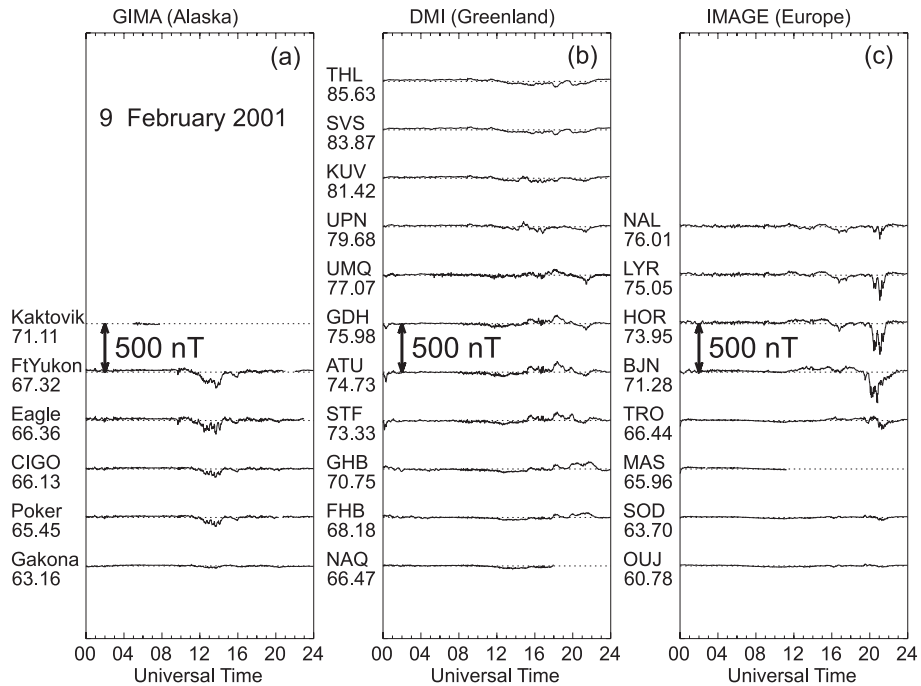 GIMA (Alaska)
(a)
9 February 2001
Kaktovik
71.11
500 nT
FtYukon
67.32
Eagle
66.36
CIGO
66.13
Poker
65.45
Gakona
63.16
00 04 08 12 16 20 24
Universal Time
DMI (Greenland)
(b)
THL
85.63
SVS
83.87
KUV
81.42
UPN
79.68
UMQ
77.07
GDH
75.98
500 nT
ATU
74.73
STF
73.33
GHB
70.75
FHB
68.18
NAQ
66.47
00 04 08 12 16 20 24
Universal Time
IMAGE (Europe)
(c)
NAL
76.01
LYR
75.05
HOR
73.95
500 nT
BJN
71.28
TRO
66.44
MAS
65.96
SOD
63.70
OUJ
60.78
00 04 08 12 16 20 24
Universal Time